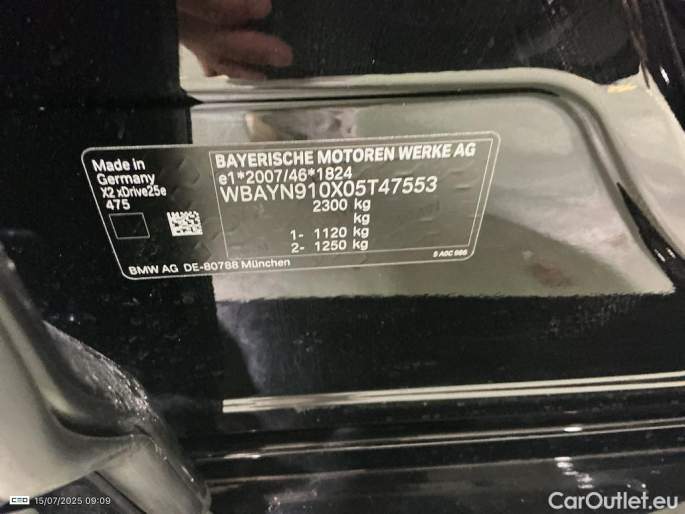 Made in
Germany
X2 xDrive25e
475
BAYERISCHE MOTOREN WERKE AG
e1*2007/46*1824
WBAYN910X05T47553
2300 kg
kg
1- 1120 kg
2- 1250 kg
BMW AG DE-80788 München
15/07/2025 09:09
CarOutlet.eu